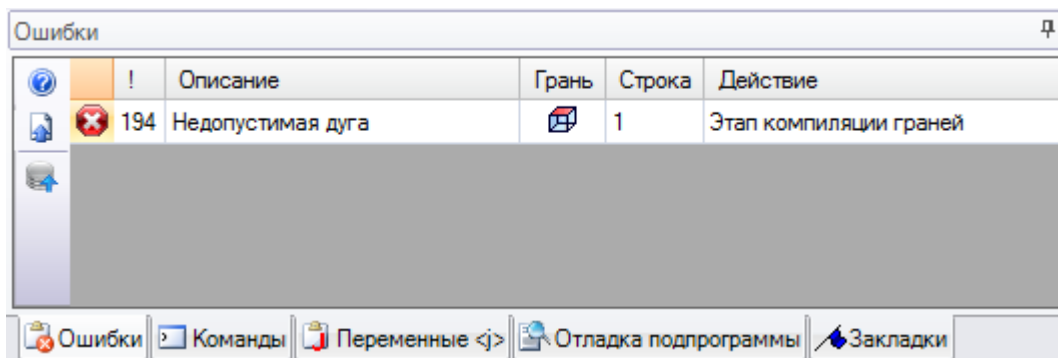 Ошибки
! Описание Грань Строка Действие
194 Недопустимая дуга 1 Этап компиляции граней
Ошибки Команды Переменные <j> Отладка подпрограммы Закладки